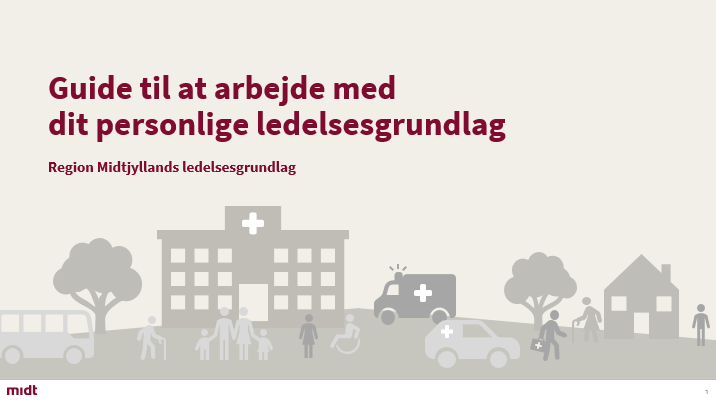 Guide til at arbejde med
dit personlige ledelsesgrundlag
Region Midtjyllands ledelsesgrundlag
midt
1